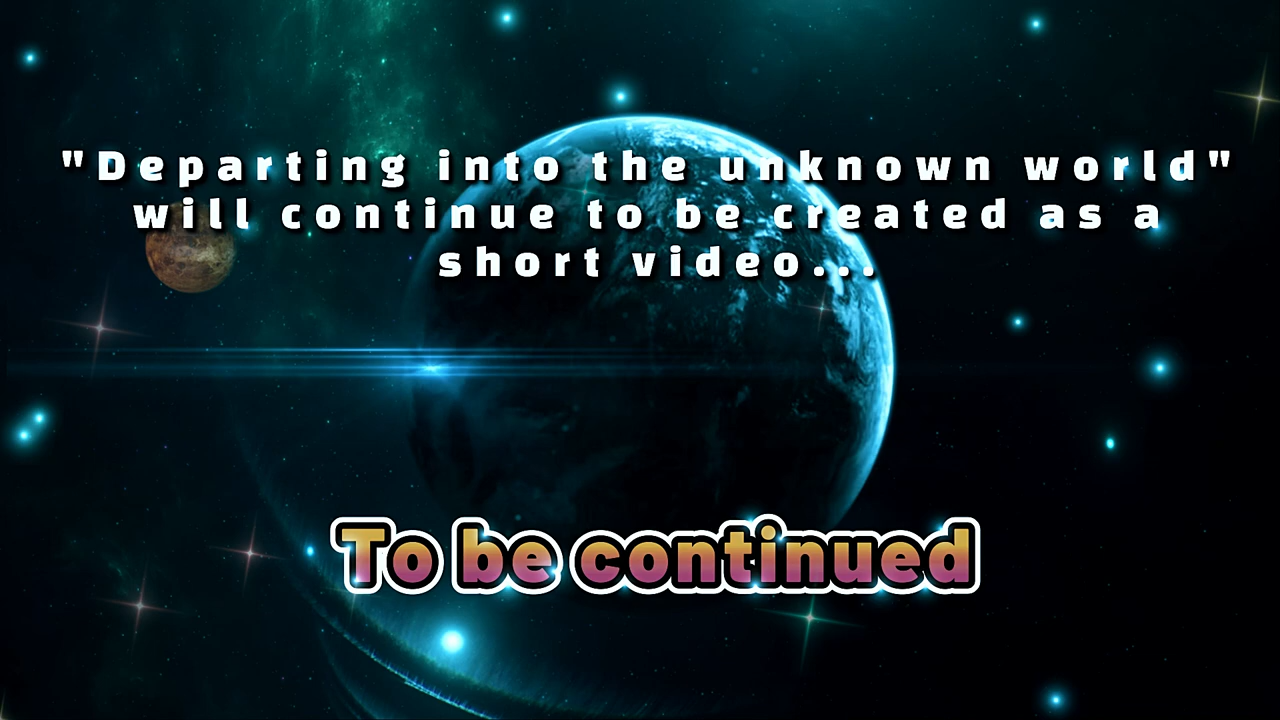 "Departing into the unknown world"
will continue to be created as a
short video...
To be continued